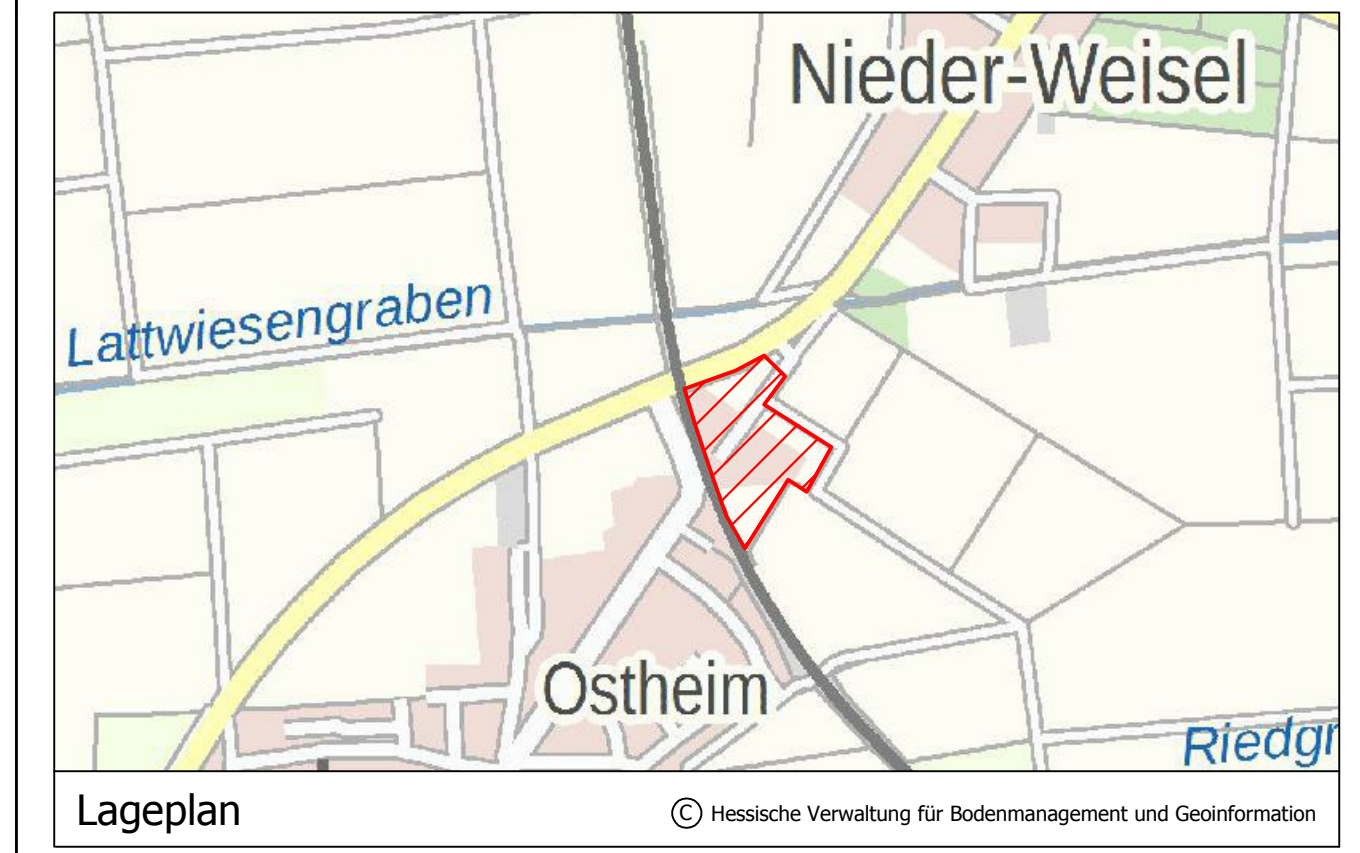 Nieder-Weisel
Lattwiesengraben
Ostheim
Riedgr
Lageplan
© Hessische Verwaltung für Bodenmanagement und Geoinformation